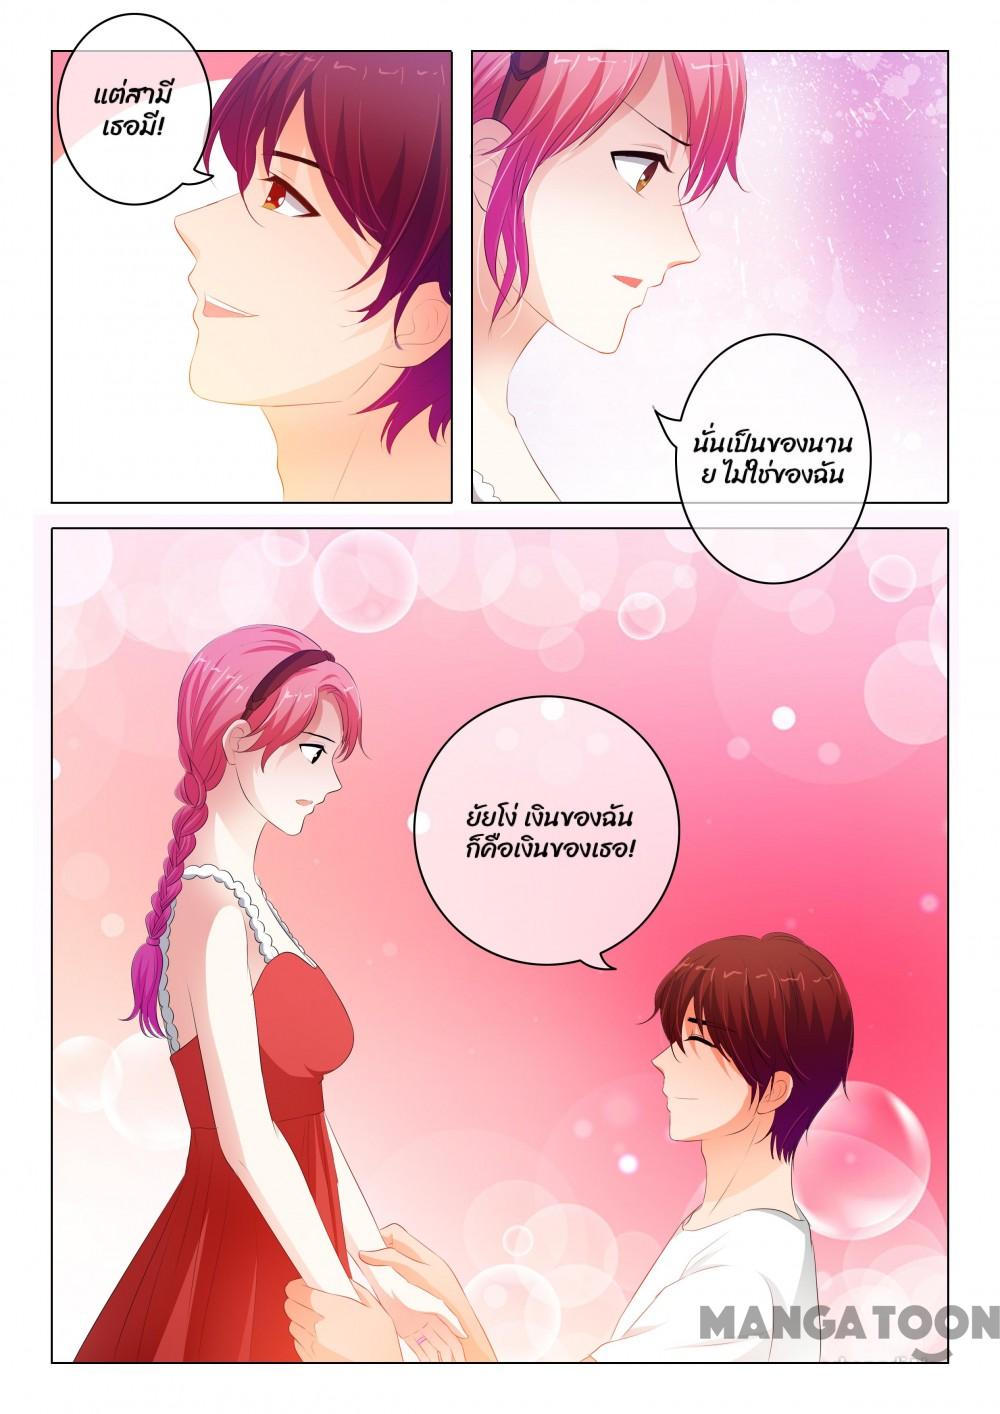 แต่สามี
เธอมี!
นั่นเป็นของนาน
ย ไม่ใช่ของฉัน
ยัยโง่ เงินของฉัน
ก็คือเงินของเธอ!
MANGATOON